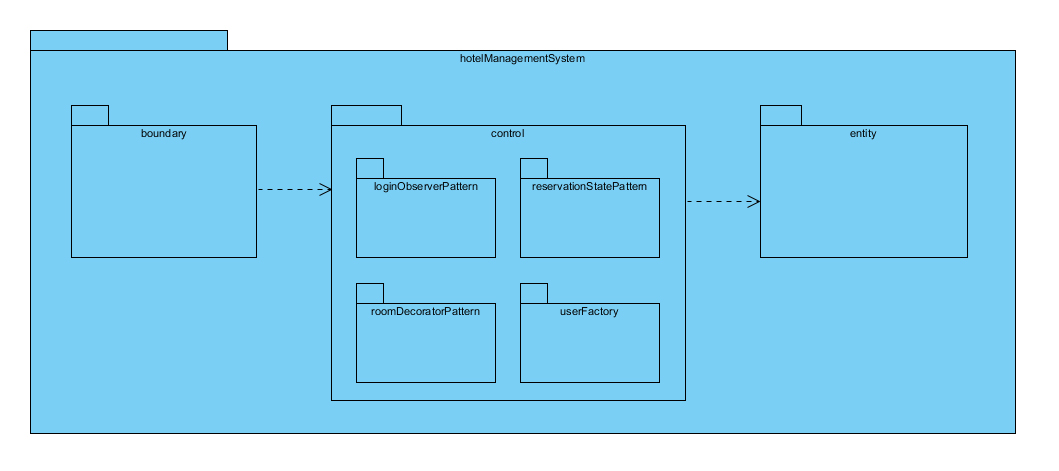 hotelManagementSystem
boundary
control
entity
loginObserverPattern
reservationStatePattern
roomDecoratorPattern
userFactory